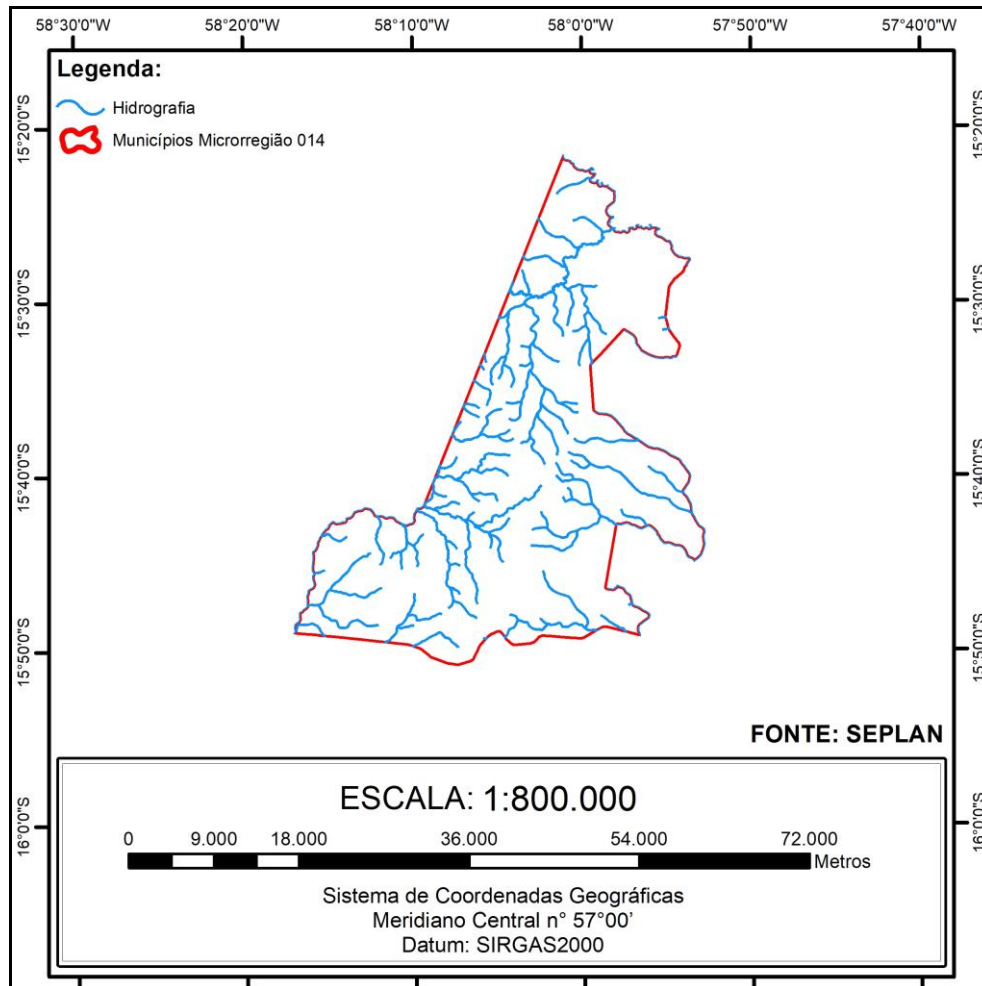 58°30'0"W 58°20'0"W 58°10'0"W 58°0'0"W 57°50'0"W 57°40'0"W
Legenda:
Hidrografia
Municípios Microrregião 014
15°20'0"S 15°20'0"S
15°30'0"S 15°30'0"S
15°40'0"S 15°40'0"S
15°50'0"S 15°50'0"S
FONTE: SEPLAN
ESCALA: 1:800.000
16°0'0"S 16°0'0"S
0 9.000 18.000 36.000 54.000 72.000
Metros
Sistema de Coordenadas Geográficas
Meridiano Central n° 57°00’
Datum: SIRGAS2000